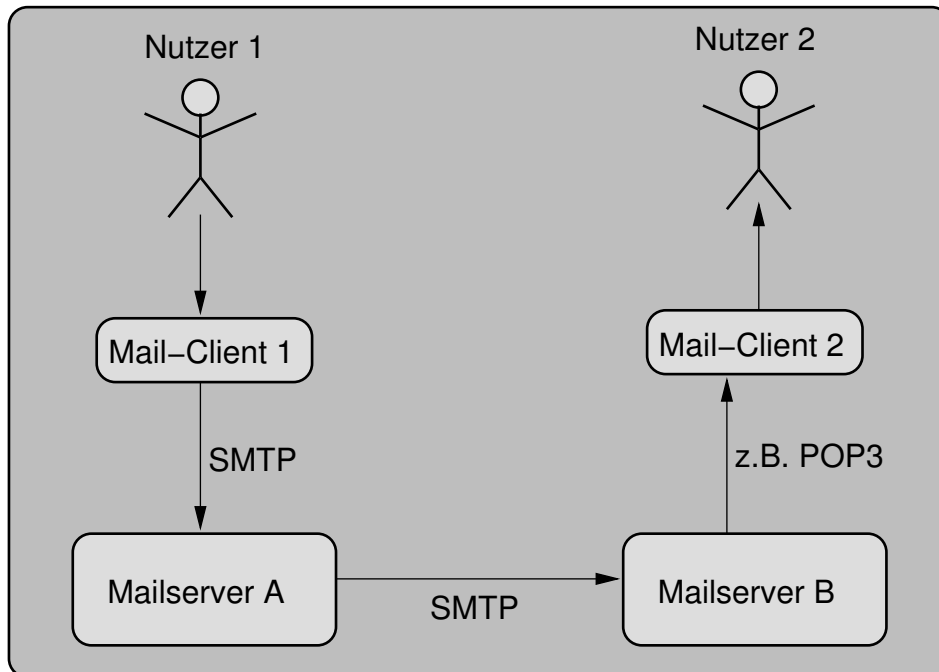 Nutzer 1
Nutzer 2
Mail−Client 1
Mail−Client 2
SMTP
z.B. POP3
Mailserver A
SMTP
Mailserver B